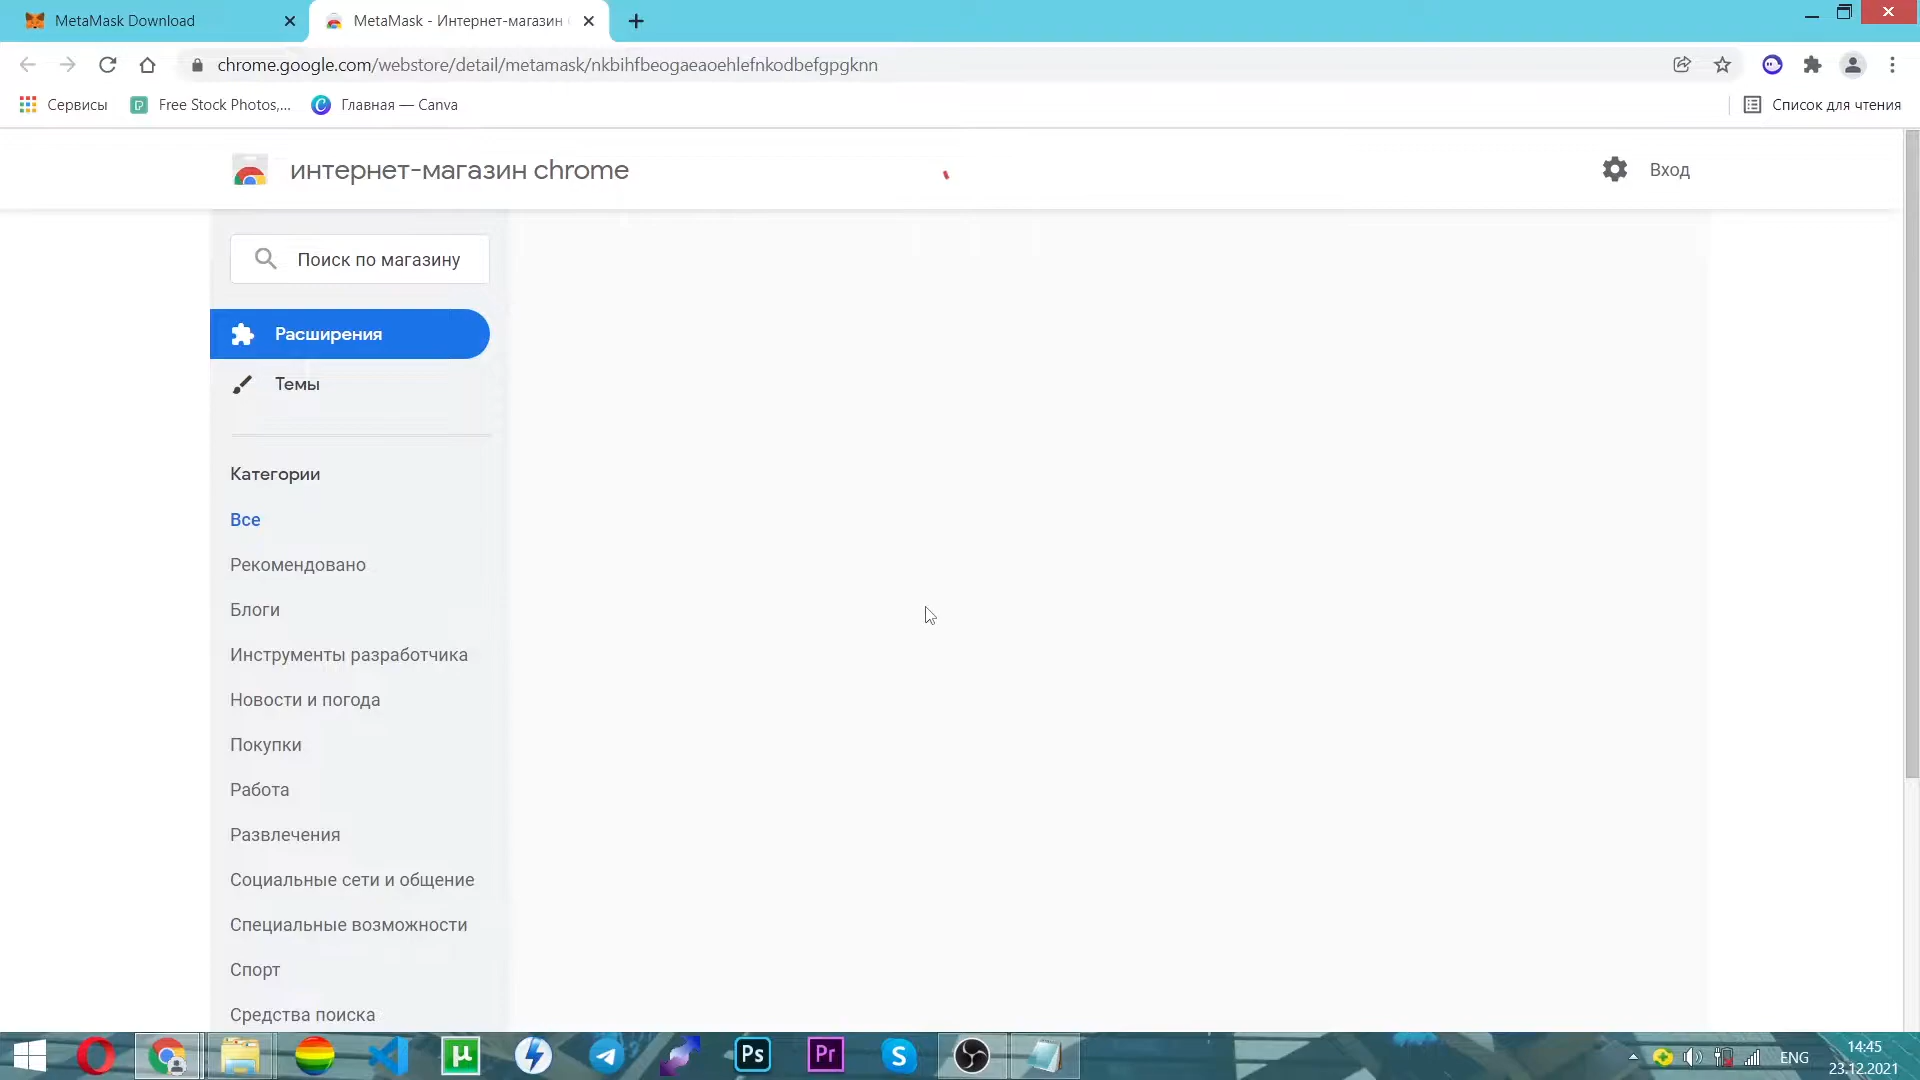 MetaMask Download
MetaMask - Интернет-магазин
chrome.google.com/webstore/detail/metamask/nkbihfbeogaeaoehlefnkodbefgpgknn
Сервисы
Free Stock Photos,...
Главная — Canva
Список для чтения
интернет-магазин chrome
Вход
Поиск по магазину
Расширения
Темы
Категории
Все
Рекомендовано
Блоги
Инструменты разработчика
Новости и погода
Покупки
Работа
Развлечения
Социальные сети и общение
Специальные возможности
Спорт
Средства поиска
Ps
Pr
ENG
14:45
23.12.2021